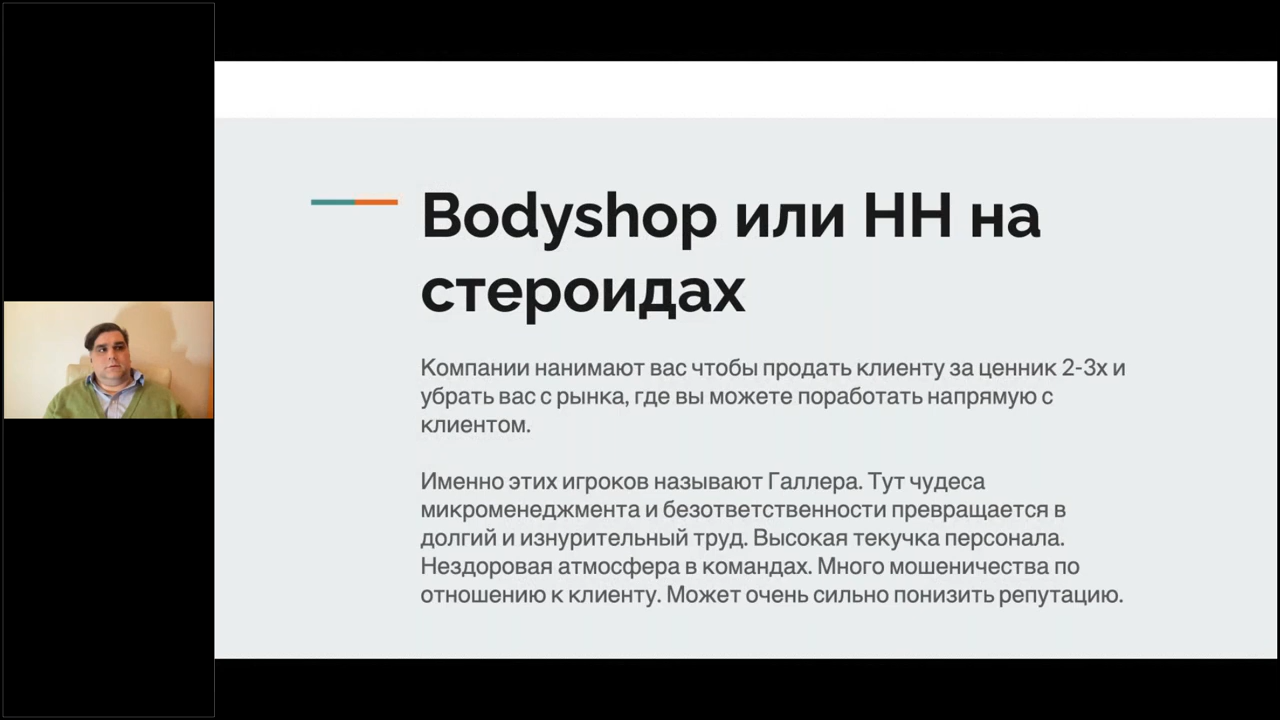 Bodyshop или HH на
стероидах
Компании нанимают вас чтобы продать клиенту за ценник 2-3х и
убрать вас с рынка, где вы можете поработать напрямую с
клиентом.
Именно этих игроков называют Галлера. Тут чудеса
микроменеджмента и безответственности превращается в
долгий и изнурительный труд. Высокая текучка персонала.
Нездоровая атмосфера в командах. Много мошеничества по
отношению к клиенту. Может очень сильно понизить репутацию.